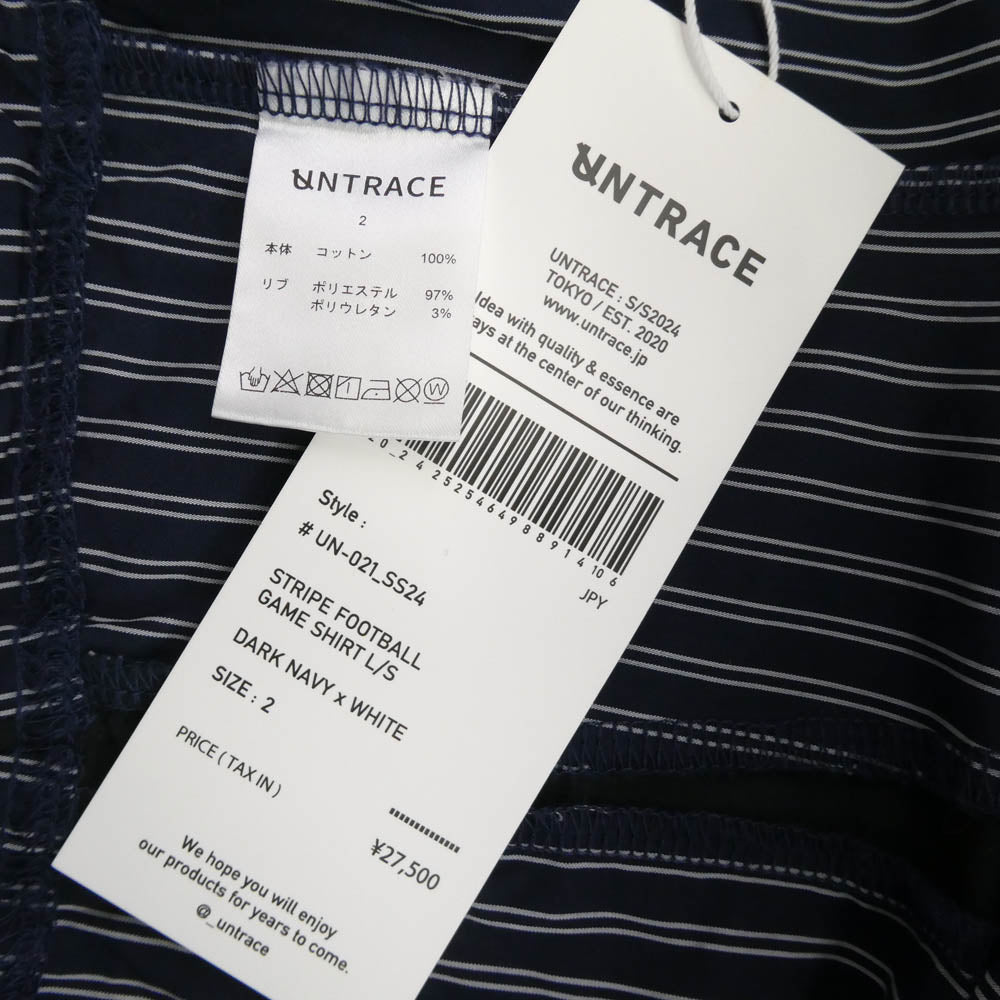 UNTRACE
2
本体 コットン 100%
リブ ポリエステル 97%
ポリウレタン 3%
UNTRACE
UNTRACE : S/S2024
TOKYO / EST. 2020
www.untrace.jp
Idea with quality & essence are
at the center of our thinking.
JPY
Style :
# UN-021_SS24
STRIPE FOOTBALL
GAME SHIRT L/S
DARK NAVY x WHITE
SIZE : 2
PRICE ( TAX IN )
¥27,500
We hope you will enjoy
our products for years to come.
@_untrace